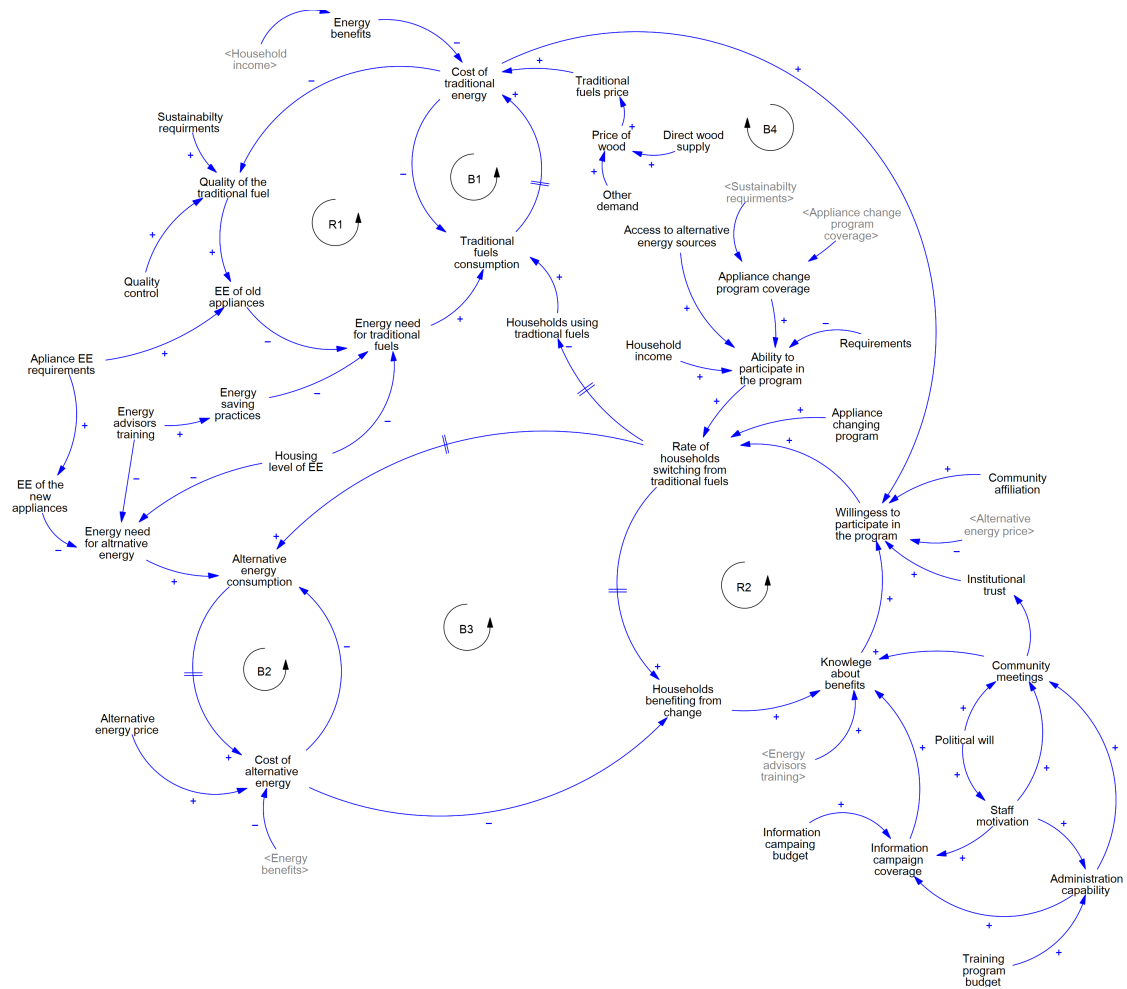 Energy
benefits
<Household
income>
Cost of
traditional
energy
Traditional
fuels price
Sustainabilty
requirments
Price of
wood
Direct wood
supply
B4
B1
Quality of the
traditional fuel
<Sustainabilty
requirments>
Other
demand
<Appliance change
program
coverage>
R1
Access to alternative
energy sources
Traditional
fuels
consumption
Quality
control
EE of old
appliances
Appliance change
program coverage
Energy need
for traditional
fuels
Households using
tradtional fuels
Household
income
Requirements
Ability to
participate in
the program
Apliance EE
requirements
Energy
saving
practices
Energy
advisors
training
Appliance
changing
program
Rate of
households
switching from
traditional fuels
Housing
level of EE
EE of the
new
appliances
Community
affiliation
Willingess to
participate in
the program
<Alternative
energy price>
Energy need
for altrnative
energy
Alternative
energy
consumption
Institutional
trust
R2
B3
B2
Knowlege
about
benefits
Community
meetings
Households
benefiting from
change
Alternative
energy price
Political will
Cost of
alternative
energy
<Energy
advisors
training>
Staff
motivation
Information
campaing
budget
Information
campaign
coverage
<Energy
benefits>
Administration
capability
Training
program
budget